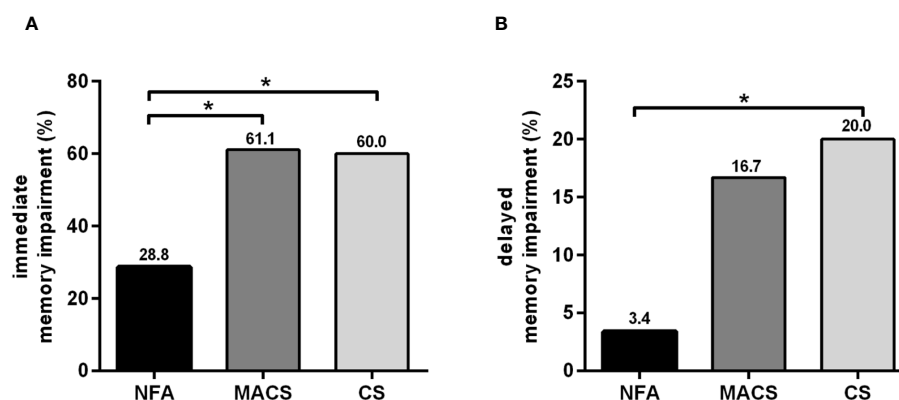 A
immediate
memory impairment (%)
80
60
40
20
0
*
*
28.8
61.1
60.0
NFA
MACS
CS
B
delayed
memory impairment (%)
25
20
15
10
5
0
*
3.4
16.7
20.0
NFA
MACS
CS